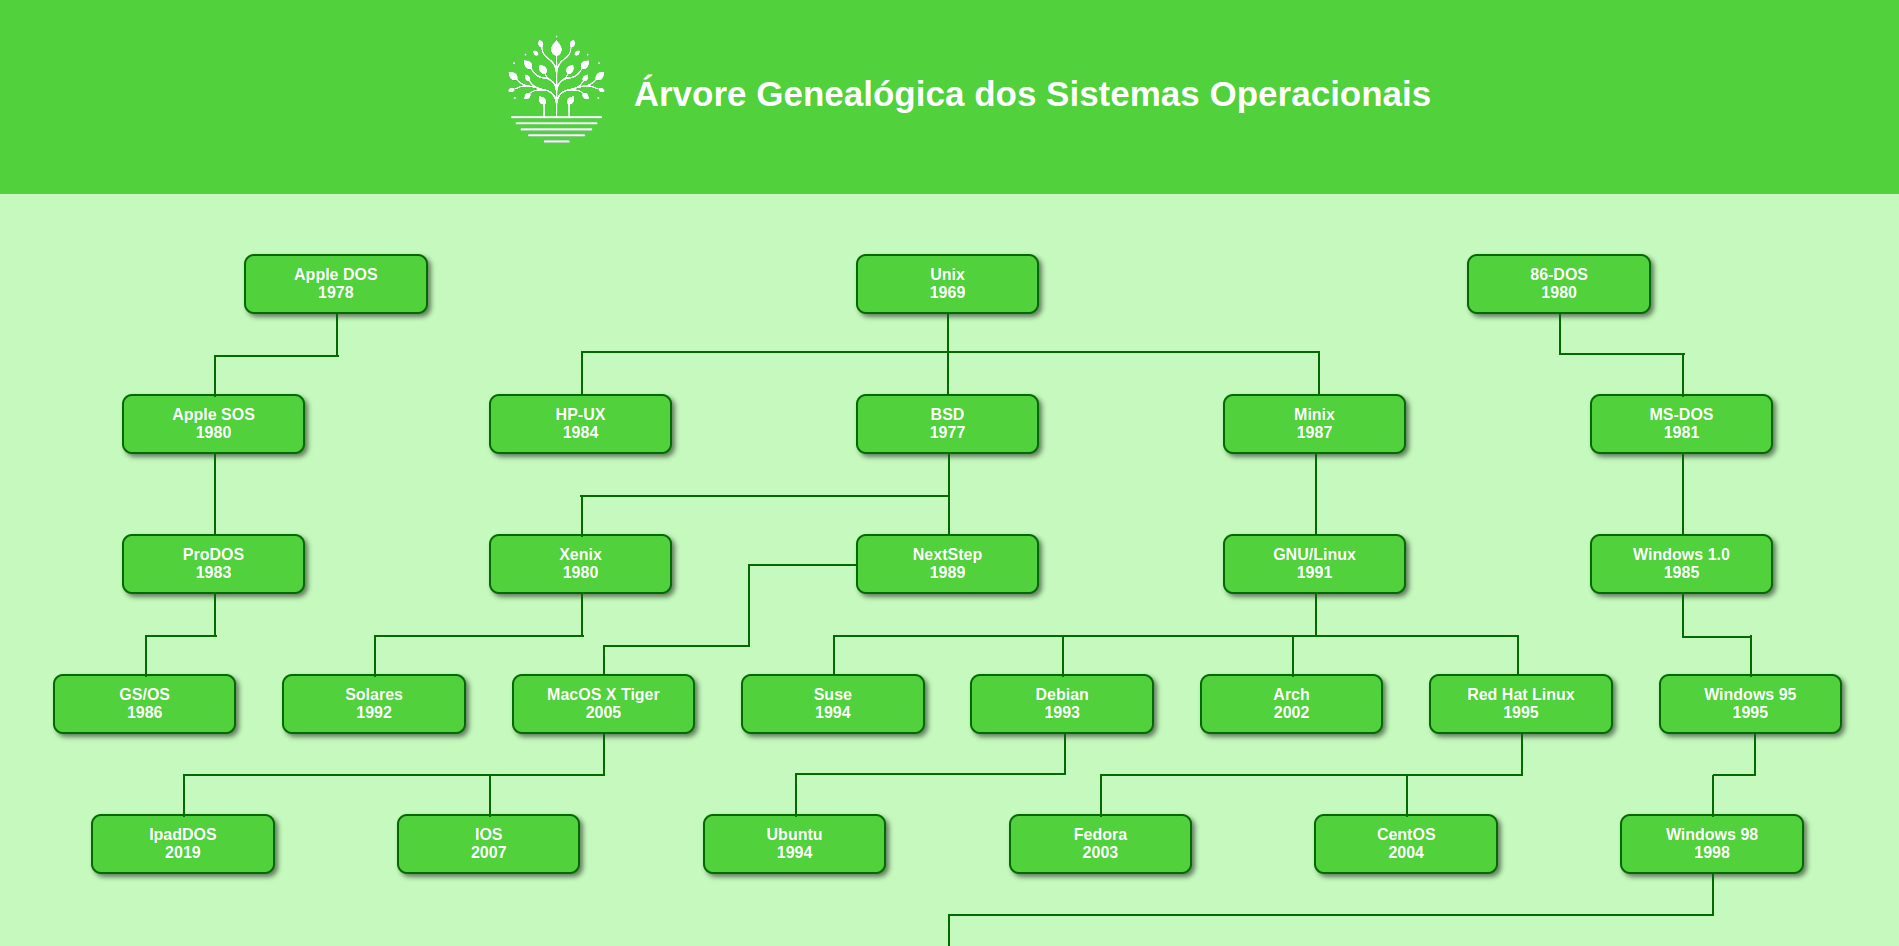 Árvore Genealógica dos Sistemas Operacionais
Apple DOS
1978
Unix
1969
86-DOS
1980
Apple SOS
1980
HP-UX
1984
BSD
1977
Minix
1987
MS-DOS
1981
ProDOS
1983
Xenix
1980
NextStep
1989
GNU/Linux
1991
Windows 1.0
1985
GS/OS
1986
Solares
1992
MacOS X Tiger
2005
Suse
1994
Debian
1993
Arch
2002
Red Hat Linux
1995
Windows 95
1995
IpadDOS
2019
IOS
2007
Ubuntu
1994
Fedora
2003
CentOS
2004
Windows 98
1998